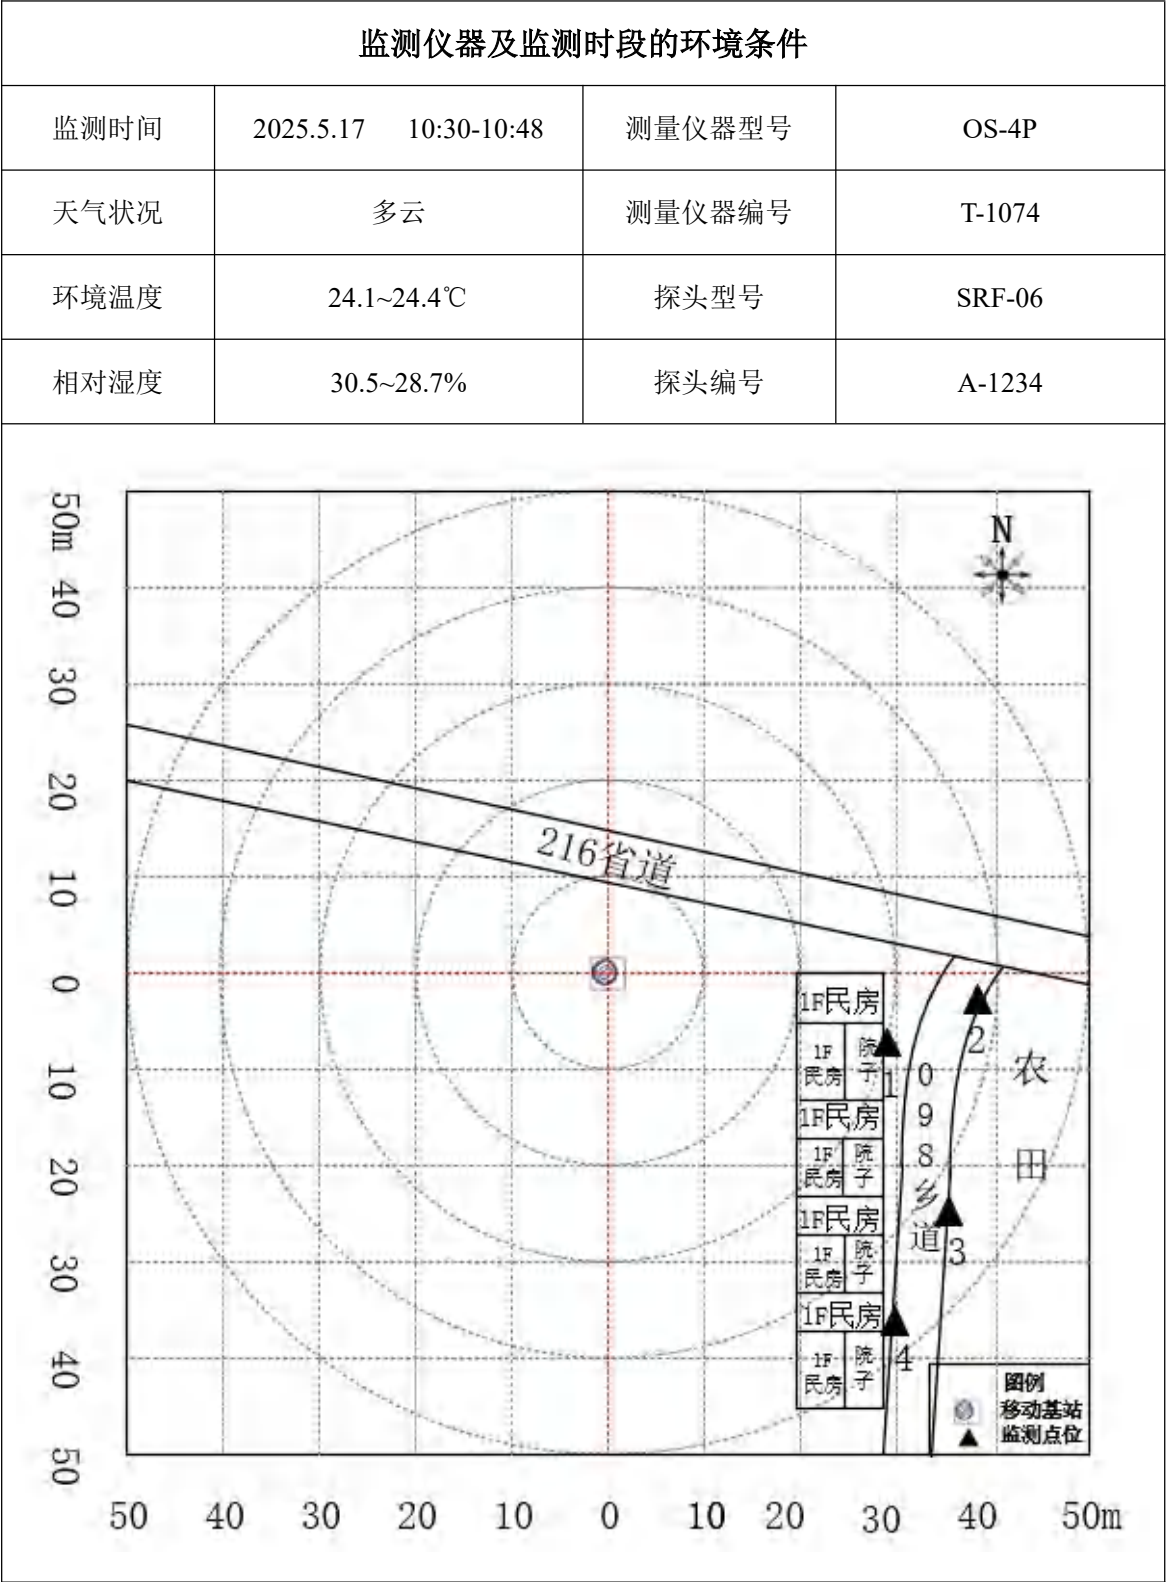 监测仪器及监测时段的环境条件
监测时间 2025.5.17 10:30-10:48 测量仪器型号 OS-4P
天气状况 多云 测量仪器编号 T-1074
环境温度 24.1~24.4℃ 探头型号 SRF-06
相对湿度 30.5~28.7% 探头编号 A-1234
50m
40
30
20
10
0
10
20
30
40
50
N
216省道
1F民房
1F
民房
院
子
1
2
农
田
0
9
8
乡
道
1F民房
1F
民房
院
子
1F民房
3
1F
民房
院
子
1F民房
4
1F
民房
院
子
图例
移动基站
监测点位
50 40 30 20 10 0 10 20 30 40 50m